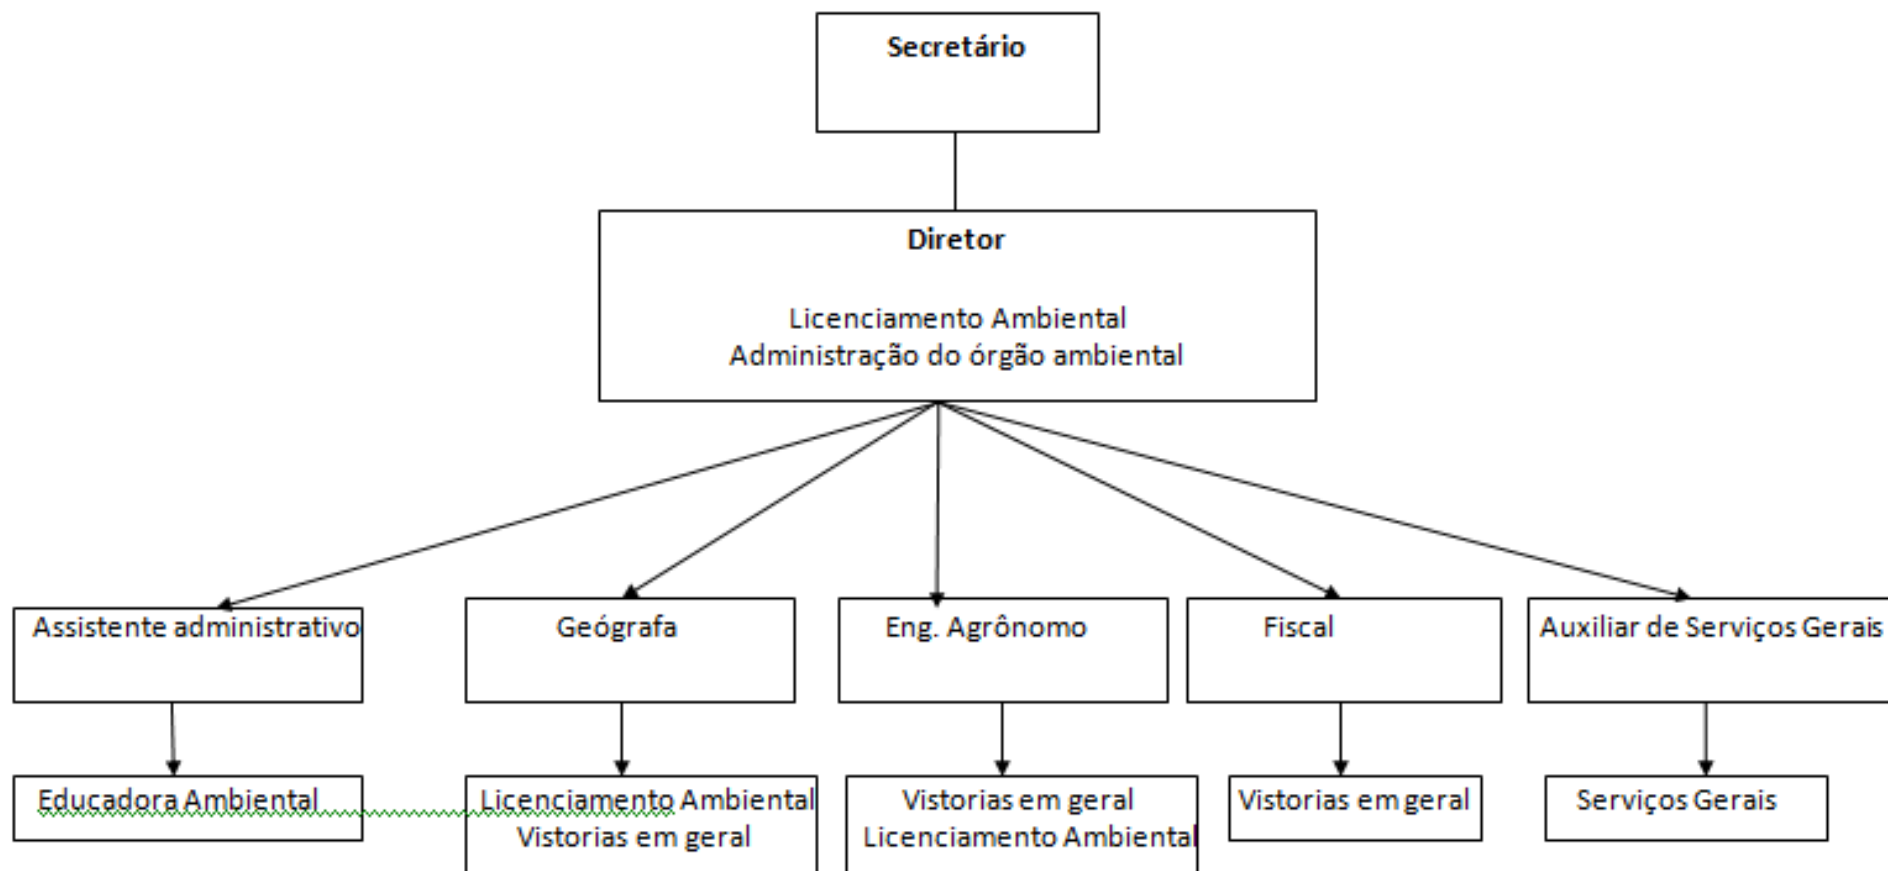 Secretário
Diretor
Licenciamento Ambiental
Administração do órgão ambiental
Assistente administrativo
Geógrafa
Eng. Agrônomo
Fiscal
Auxiliar de Serviços Gerais
Educadora Ambiental
Licenciamento Ambiental
Vistorias em geral
Vistorias em geral
Licenciamento Ambiental
Vistorias em geral
Serviços Gerais